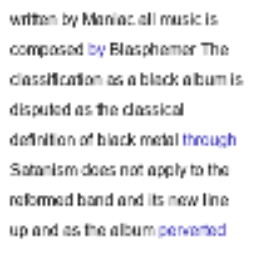 written by Maniac.all music is
composed by Blasphemer The
classification as a black album is
disputed as the classical
definition of black metal through
Satanism does not apply to the
reformed band and its new line
up and as the album perverted